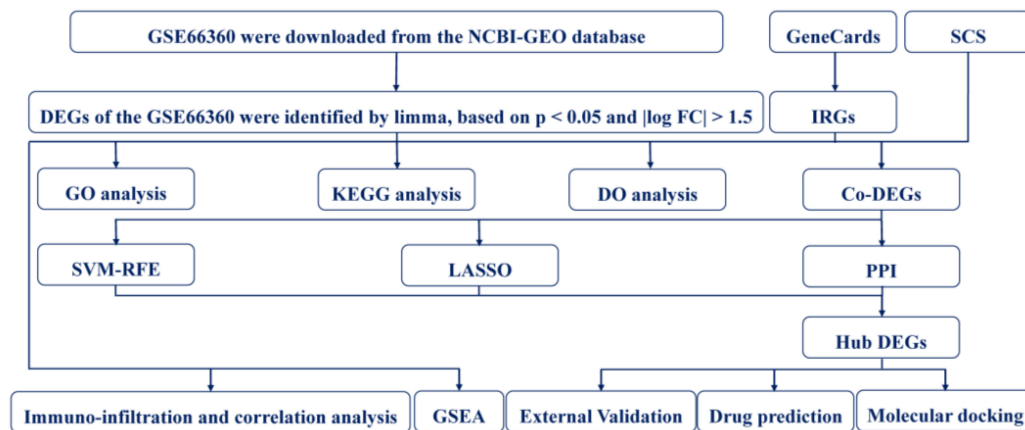 GSE66360 were downloaded from the NCBI-GEO database
GeneCards
SCS
DEGs of the GSE66360 were identified by limma, based on p < 0.05 and |log FC| > 1.5
IRGs
GO analysis
KEGG analysis
DO analysis
Co-DEGs
SVM-RFE
LASSO
PPI
Hub DEGs
Immuno-infiltration and correlation analysis
GSEA
External Validation
Drug prediction
Molecular docking